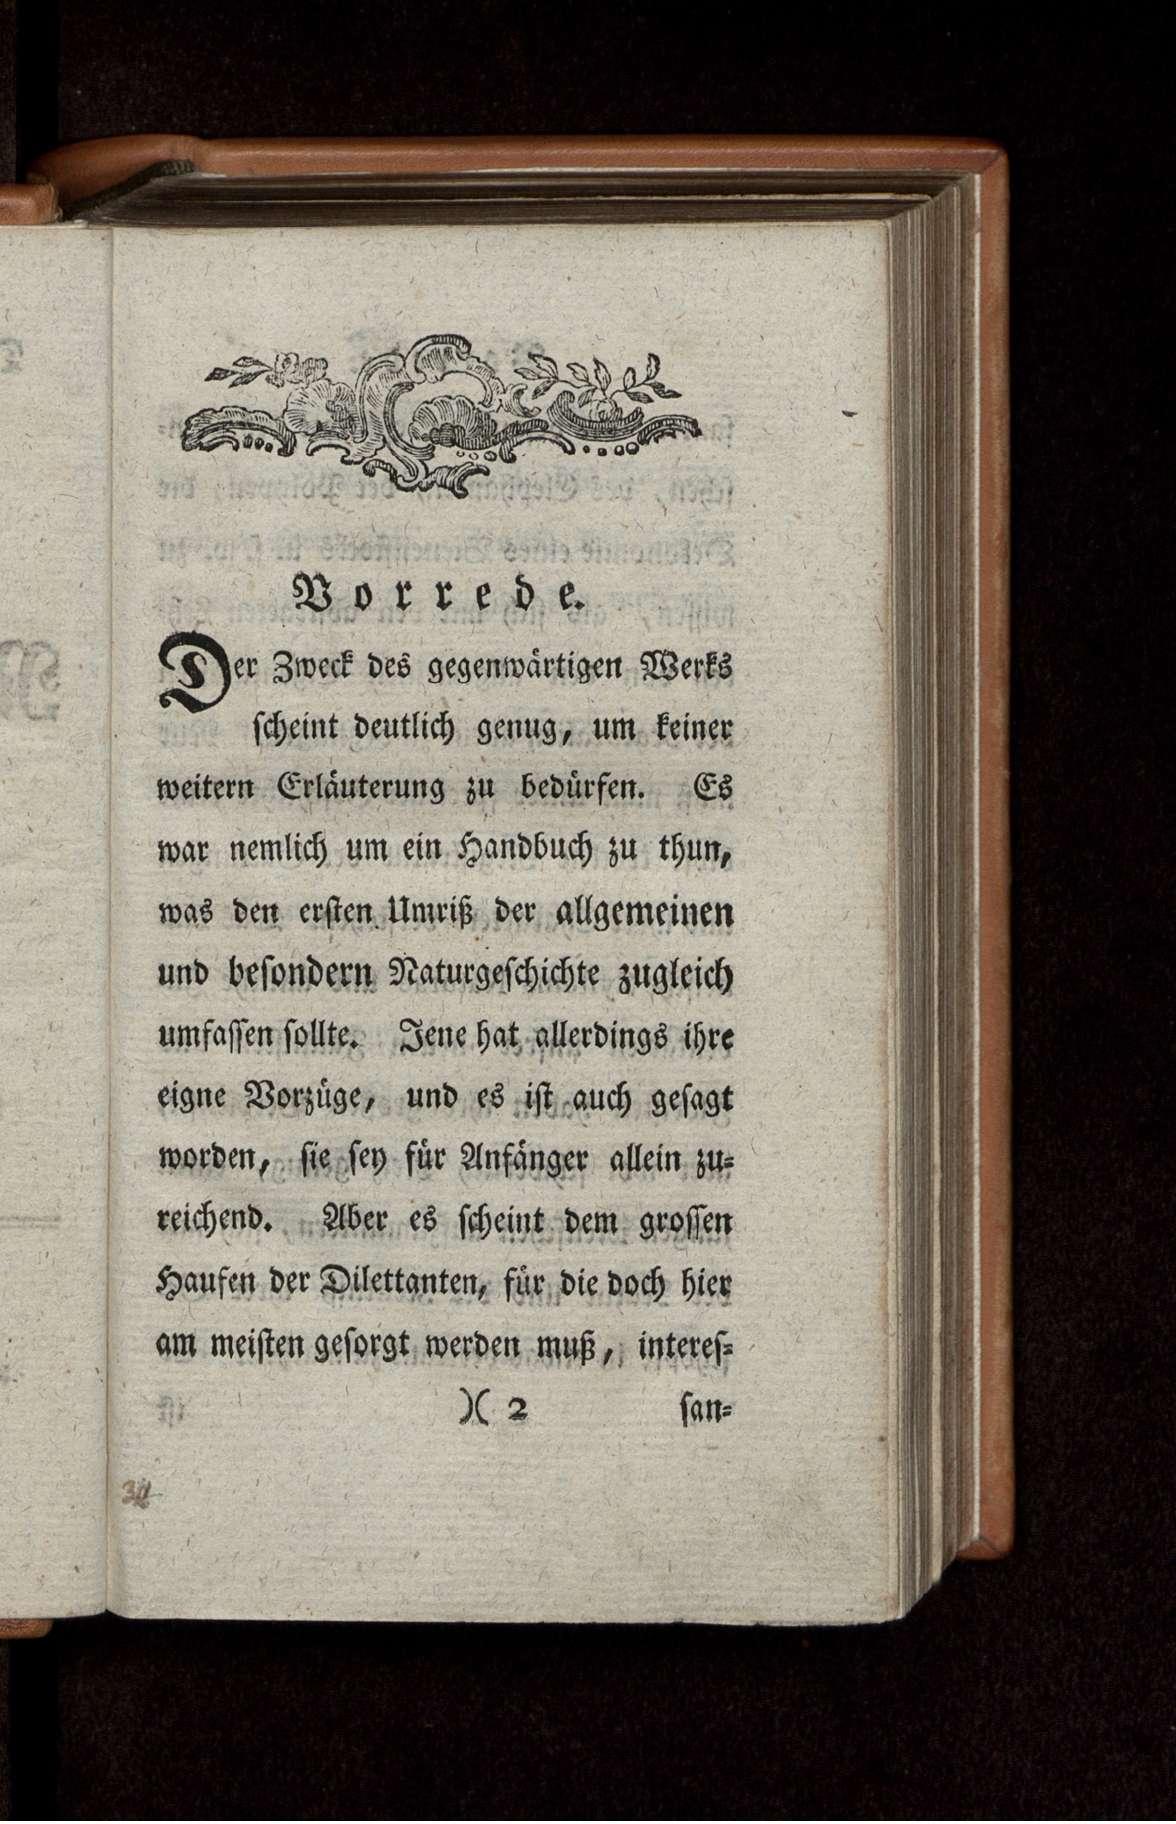 Vorrede.
Der Zweck des gegenwärtigen Werks
scheint deutlich genug, um keiner
weitern Erläuterung zu bedürfen. Es
war nemlich um ein Handbuch zu thun,
was den ersten Umriß der allgemeinen
und besondern Naturgeschichte zugleich
umfassen sollte. Jene hat allerdings ihre
eigne Vorzüge, und es ist auch gesagt
worden, sie sey für Anfänger allein zu=
reichend. Aber es scheint dem grossen
Haufen der Dilettanten, für die doch hier
am meisten gesorgt werden muß, interes=
)( 2 san=